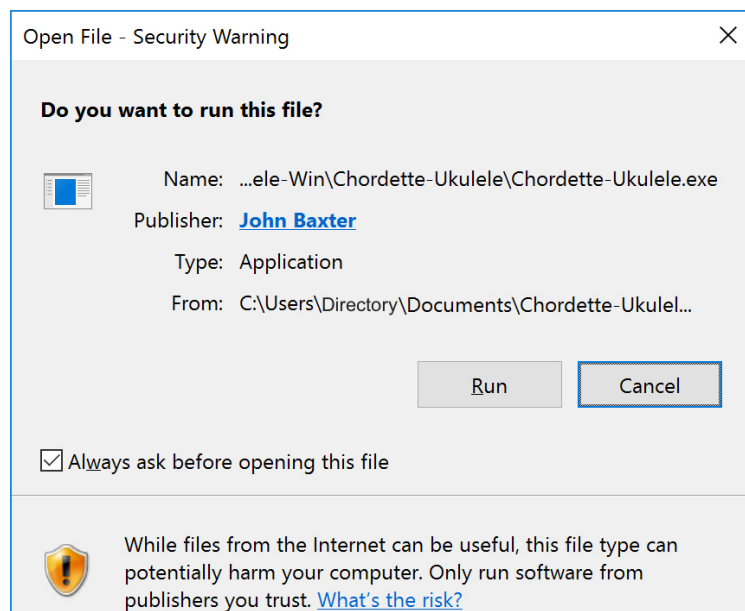 Open File - Security Warning
Do you want to run this file?
Name: ...ele-Win\Chordette-Ukulele\Chordette-Ukulele.exe
Publisher: John Baxter
Type: Application
From: C:\Users\Directory\Documents\Chordette-Ukulel...
Run Cancel
Always ask before opening this file
While files from the Internet can be useful, this file type can
potentially harm your computer. Only run software from
publishers you trust. What's the risk?